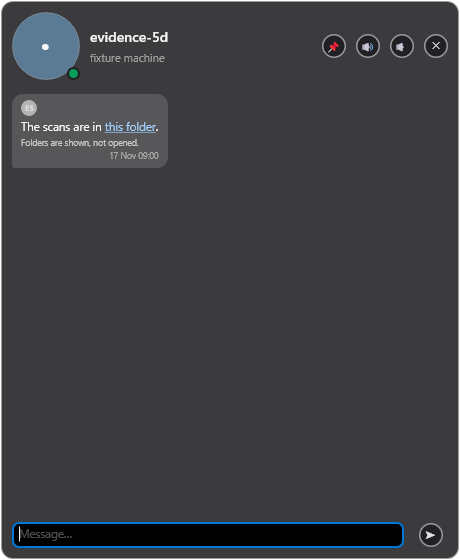 evidence-5d
fixture machine
E5
The scans are in this folder.
Folders are shown, not opened.
17 Nov 09:00
Message...